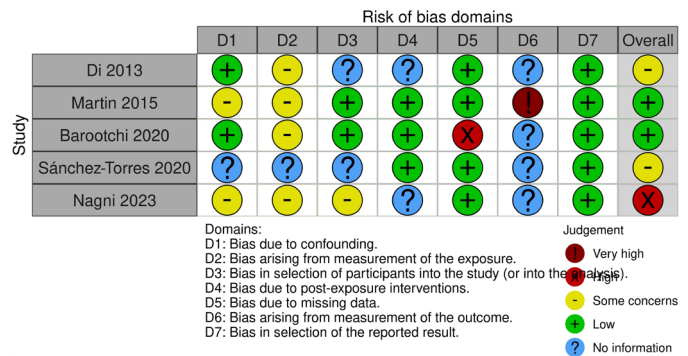 Risk of bias domains
D1 D2 D3 D4 D5 D6 D7 Overall
Study
Di 2013 + - ? ? + ? + -
Martin 2015 - - + + + ! + +
Barootchi 2020 + - + + X ? + +
Sánchez-Torres 2020 ? ? ? + + ? + -
Nagni 2023 - - - ? + ? + X
Domains:
D1: Bias due to confounding.
D2: Bias arising from measurement of the exposure.
D3: Bias in selection of participants into the study (or into the analysis).
D4: Bias due to post-exposure interventions.
D5: Bias due to missing data.
D6: Bias arising from measurement of the outcome.
D7: Bias in selection of the reported result.
Judgement
! Very high
X High
- Some concerns
+ Low
? No information